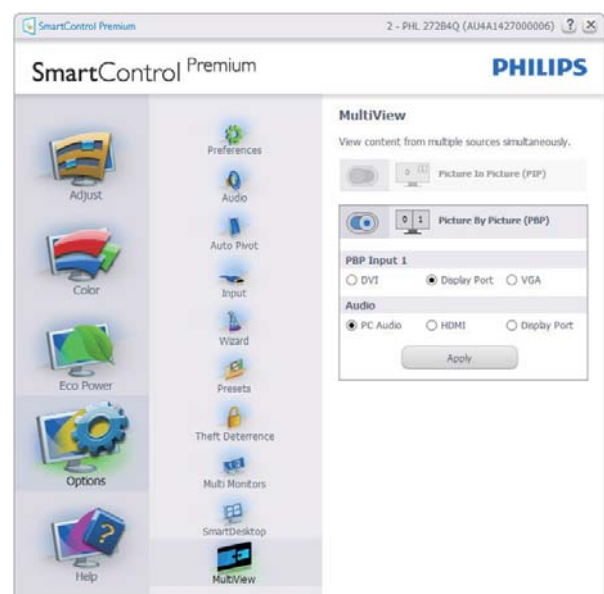 SmartControl Premium
2 - PHL 272B4Q (AU4A1427000006) ? X
SmartControl Premium
PHILIPS
Adjust
Color
Eco Power
Options
Help
Preferences
Audio
Auto Pivot
Input
Wizard
Presets
Theft Deterrence
Multi Monitors
SmartDesktop
MultiView
MultiView
View content from multiple sources simultaneously.
0 1 Picture In Picture (PIP)
0 1 Picture By Picture (PBP)
PBP Input 1
DVI Display Port VGA
Audio
PC Audio HDMI Display Port
Apply